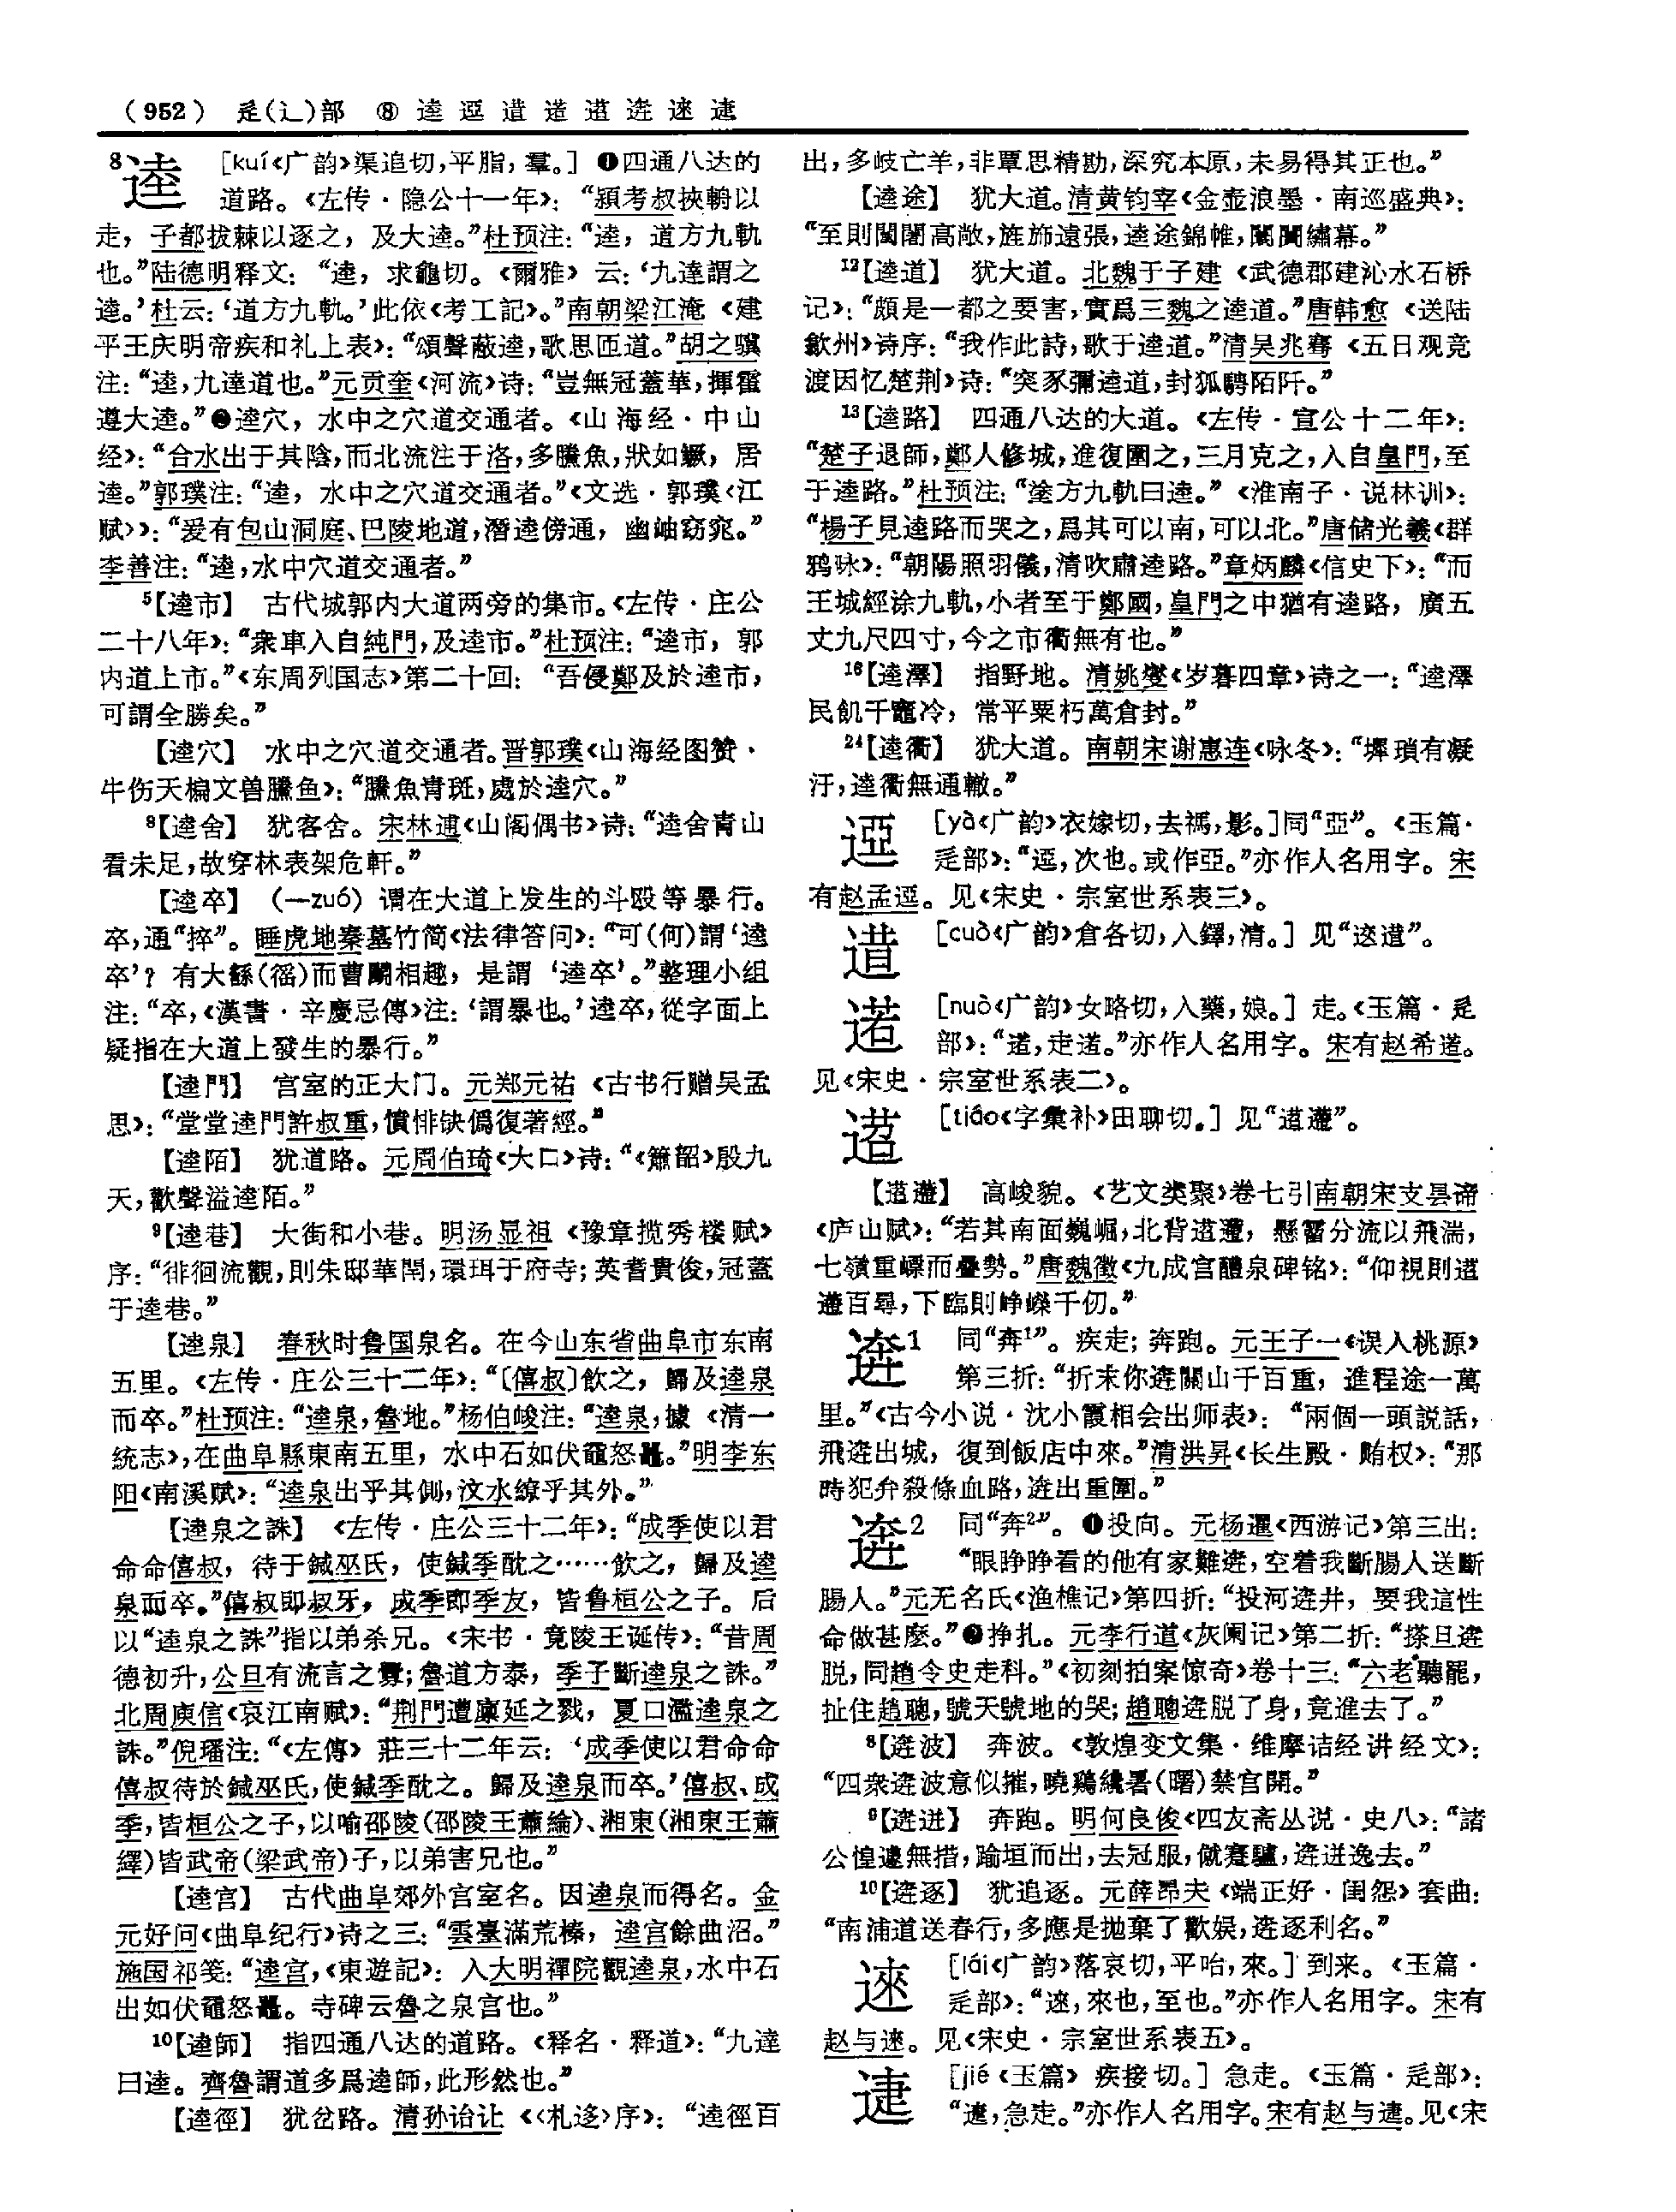 （952） 辵(辶)部 ⑧ 逵 逜 逪 逽 迢 逩 逨 逮
8逵 [kuí《广韵》渠追切,平脂,羣。] ❶四通八达的
道路。《左传·隐公十一年》：“潁考叔挾輈以
走，子都拔棘以逐之，及大逵。”杜预注：“逵，道方九軌
也。”陆德明释文：“逵，求龜切。《爾雅》云：‘九達謂之
逵。’杜云：‘道方九軌。’此依《考工記》。”南朝梁江淹《建
平王庆明帝疾和礼上表》：“頌聲蔽逵，歌思匝道。”胡之骥
注：“逵，九達道也。”元贡奎《河流》诗：“豈無冠蓋華，揮霍
遵大逵。”❷逵穴，水中之穴道交通者。《山海经·中山
经》：“合水出于其陰，而北流注于洛，多䲢魚，狀如鱖，居
逵。”郭璞注：“逵，水中之穴道交通者。”《文选·郭璞〈江
赋〉》：“爰有包山洞庭、巴陵地道，潛逵傍通，幽岫窈窕。”
李善注：“逵，水中穴道交通者。”
5【逵市】 古代城郭内大道两旁的集市。《左传·庄公
二十八年》：“衆車入自純門，及逵市。”杜预注：“逵市，郭
内道上市。”《东周列国志》第二十回：“吾侵鄭及於逵市，
可謂全勝矣。”
【逵穴】 水中之穴道交通者。晋郭璞《山海经图赞·
牛伤天楄文兽䲢鱼》：“䲢魚青斑，處於逵穴。”
8【逵舍】 犹客舍。宋林逋《山阁偶书》诗：“逵舍青山
看未足，故穿林表架危軒。”
【逵卒】 （—zuó）谓在大道上发生的斗殴等暴行。
卒，通“捽”。睡虎地秦墓竹简《法律答问》：“可(何)謂‘逵
卒’？有大繇(徭)而曹鬭相趣，是謂‘逵卒’。”整理小组
注：“卒，《漢書·辛慶忌傳》注：‘謂暴也。’逵卒，從字面上
疑指在大道上發生的暴行。”
【逵門】 宫室的正大门。元郑元祐《古书行赠吴孟
思》：“堂堂逵門許叔重，憤悱缺僞復著經。”
【逵陌】 犹道路。元周伯琦《大口》诗：“《簫韶》殷九
天，歡聲溢逵陌。”
9【逵巷】 大街和小巷。明汤显祖《豫章揽秀楼赋》
序：“徘徊流觀，則朱邸華閈，環珥于府寺；英耆貴俊，冠蓋
于逵巷。”
【逵泉】 春秋时鲁国泉名。在今山东省曲阜市东南
五里。《左传·庄公三十二年》：“〔僖叔〕飲之，歸及逵泉
而卒。”杜预注：“逵泉，魯地。”杨伯峻注：“逵泉，據《清一
统志》，在曲阜縣東南五里，水中石如伏黿怒鼉。”明李东
阳《南溪赋》：“逵泉出乎其側，汶水繚乎其外。”
【逵泉之誅】 《左传·庄公三十二年》：“成季使以君
命命僖叔，待于鍼巫氏，使鍼季酖之……飲之，歸及逵
泉而卒。”僖叔即叔牙，成季即季友，皆鲁桓公之子。后
以“逵泉之誅”指以弟杀兄。《宋书·竟陵王诞传》：“昔周
德初升，公旦有流言之釁；魯道方泰，季子斷逵泉之誅。”
北周庾信《哀江南赋》：“荆門遭廩延之戮，夏口濫逵泉之
誅。”倪璠注：“《左傳》莊三十二年云：‘成季使以君命命
僖叔待於鍼巫氏，使鍼季酖之。歸及逵泉而卒。’僖叔、成
季，皆桓公之子，以喻邵陵(邵陵王蕭綸)、湘東(湘東王蕭
繹)皆武帝(梁武帝)子，以弟害兄也。”
【逵宫】 古代曲阜郊外宫室名。因逵泉而得名。金
元好问《曲阜纪行》诗之三：“雲臺滿荒榛，逵宫餘曲沼。”
施国祁笺：“逵宫，《東遊記》：入大明禪院觀逵泉，水中石
出如伏黿怒鼉。寺碑云魯之泉宫也。”
10【逵師】 指四通八达的道路。《释名·释道》：“九達
曰逵。齊魯謂道多爲逵師，此形然也。”
【逵徑】 犹岔路。清孙诒让《〈札迻〉序》：“逵徑百
出，多岐亡羊，非覃思精勘，深究本原，未易得其正也。”
【逵途】 犹大道。清黄钧宰《金壶浪墨·南巡盛典》：
“至則閶闔高敞，旌旆遠張，逵途錦帷，闤闠繡幕。”
12【逵道】 犹大道。北魏于子建《武德郡建沁水石桥
记》：“頗是一都之要害，實爲三魏之逵道。”唐韩愈《送陆
歙州》诗序：“我作此詩，歌于逵道。”清吴兆骞《五日观竞
渡因忆楚荆》诗：“突豕彌逵道，封狐騁陌阡。”
13【逵路】 四通八达的大道。《左传·宣公十二年》：
“楚子退師，鄭人修城，進復圍之，三月克之，入自皇門，至
于逵路。”杜预注：“塗方九軌曰逵。”《淮南子·说林训》：
“楊子見逵路而哭之，爲其可以南，可以北。”唐储光羲《群
鸦咏》：“朝陽照羽儀，清吹肅逵路。”章炳麟《信史下》：“而
王城經涂九軌，小者至于鄭國，皇門之中猶有逵路，廣五
丈九尺四寸，今之市衢無有也。”
16【逵澤】 指野地。清姚燮《岁暮四章》诗之一：“逵澤
民飢千竈冷，常平粟朽萬倉封。”
24【逵衢】 犹大道。南朝宋谢惠连《咏冬》：“墀瑣有凝
汙，逵衢無通轍。”
[yà《广韵》衣嫁切,去禡,影。]同“亞”。《玉篇·
次也。或作亞。”亦作人名用字。宋
见《宋史·宗室世系表三》。
逪 [cuò《广韵》倉各切,入鐸,清。] 见“迻逪”。
逽 [nuò《广韵》女略切,入藥,娘。] 走。《玉篇·辵
部》：“逽，走逽。”亦作人名用字。宋有赵希逽。
见《宋史·宗室世系表二》。
[tiáo《字彙补》田聊切。]
高峻貌。《艺文类聚》卷七引南朝宋支昙谛
《庐山赋》：“若其南面巍崛，北背
七嶺重嶫而疊勢。”唐魏徵《九成宫醴泉碑铭》：“仰視則
百尋，下臨則峥嶸千仞。”
逩1 同“奔¹”。疾走；奔跑。元王子一《误入桃源》
第三折：“折末你逩關山千百重，進程途一萬
里。”《古今小说·沈小霞相会出师表》：“兩個一頭説話，
飛逩出城，復到飯店中來。”清洪昇《长生殿·贿权》：“那
時犯弁殺條血路，逩出重圍。”
逩2 同“奔²”。❶投向。元杨暹《西游记》第三出：
“眼睁睁看的他有家難逩，空着我斷腸人送斷
腸人。”元无名氏《渔樵记》第四折：“投河逩井，要我這性
命做甚麽。”❷挣扎。元李行道《灰阑记》第二折：“搽旦逩
脱，同趙令史走科。”《初刻拍案惊奇》卷十三：“六老聽罷，
扯住趙聰，號天號地的哭；趙聰逩脱了身，竟進去了。”
8【逩波】 奔波。《敦煌变文集·维摩诘经讲经文》：
“四衆逩波意似摧，曉鷄纔署(曙)禁宫開。”
9【逩迸】 奔跑。明何良俊《四友斋丛说·史八》：“諸
公惶遽無措，踰垣而出，去冠服，僦蹇驢，逩迸逸去。”
10【逩逐】 犹追逐。元薛昂夫《端正好·闺怨》套曲：
“南浦道送春行，多應是抛棄了歡娱，逩逐利名。”
逨 [lái《广韵》落哀切,平咍,來。] 到来。《玉篇·
辵部》：“逨，來也，至也。”亦作人名用字。宋有
赵与逨。见《宋史·宗室世系表五》。
[jié《玉篇》疾接切。] 急走。《玉篇·辵部》：
急走。”亦作人名用字。宋有赵与 见《宋